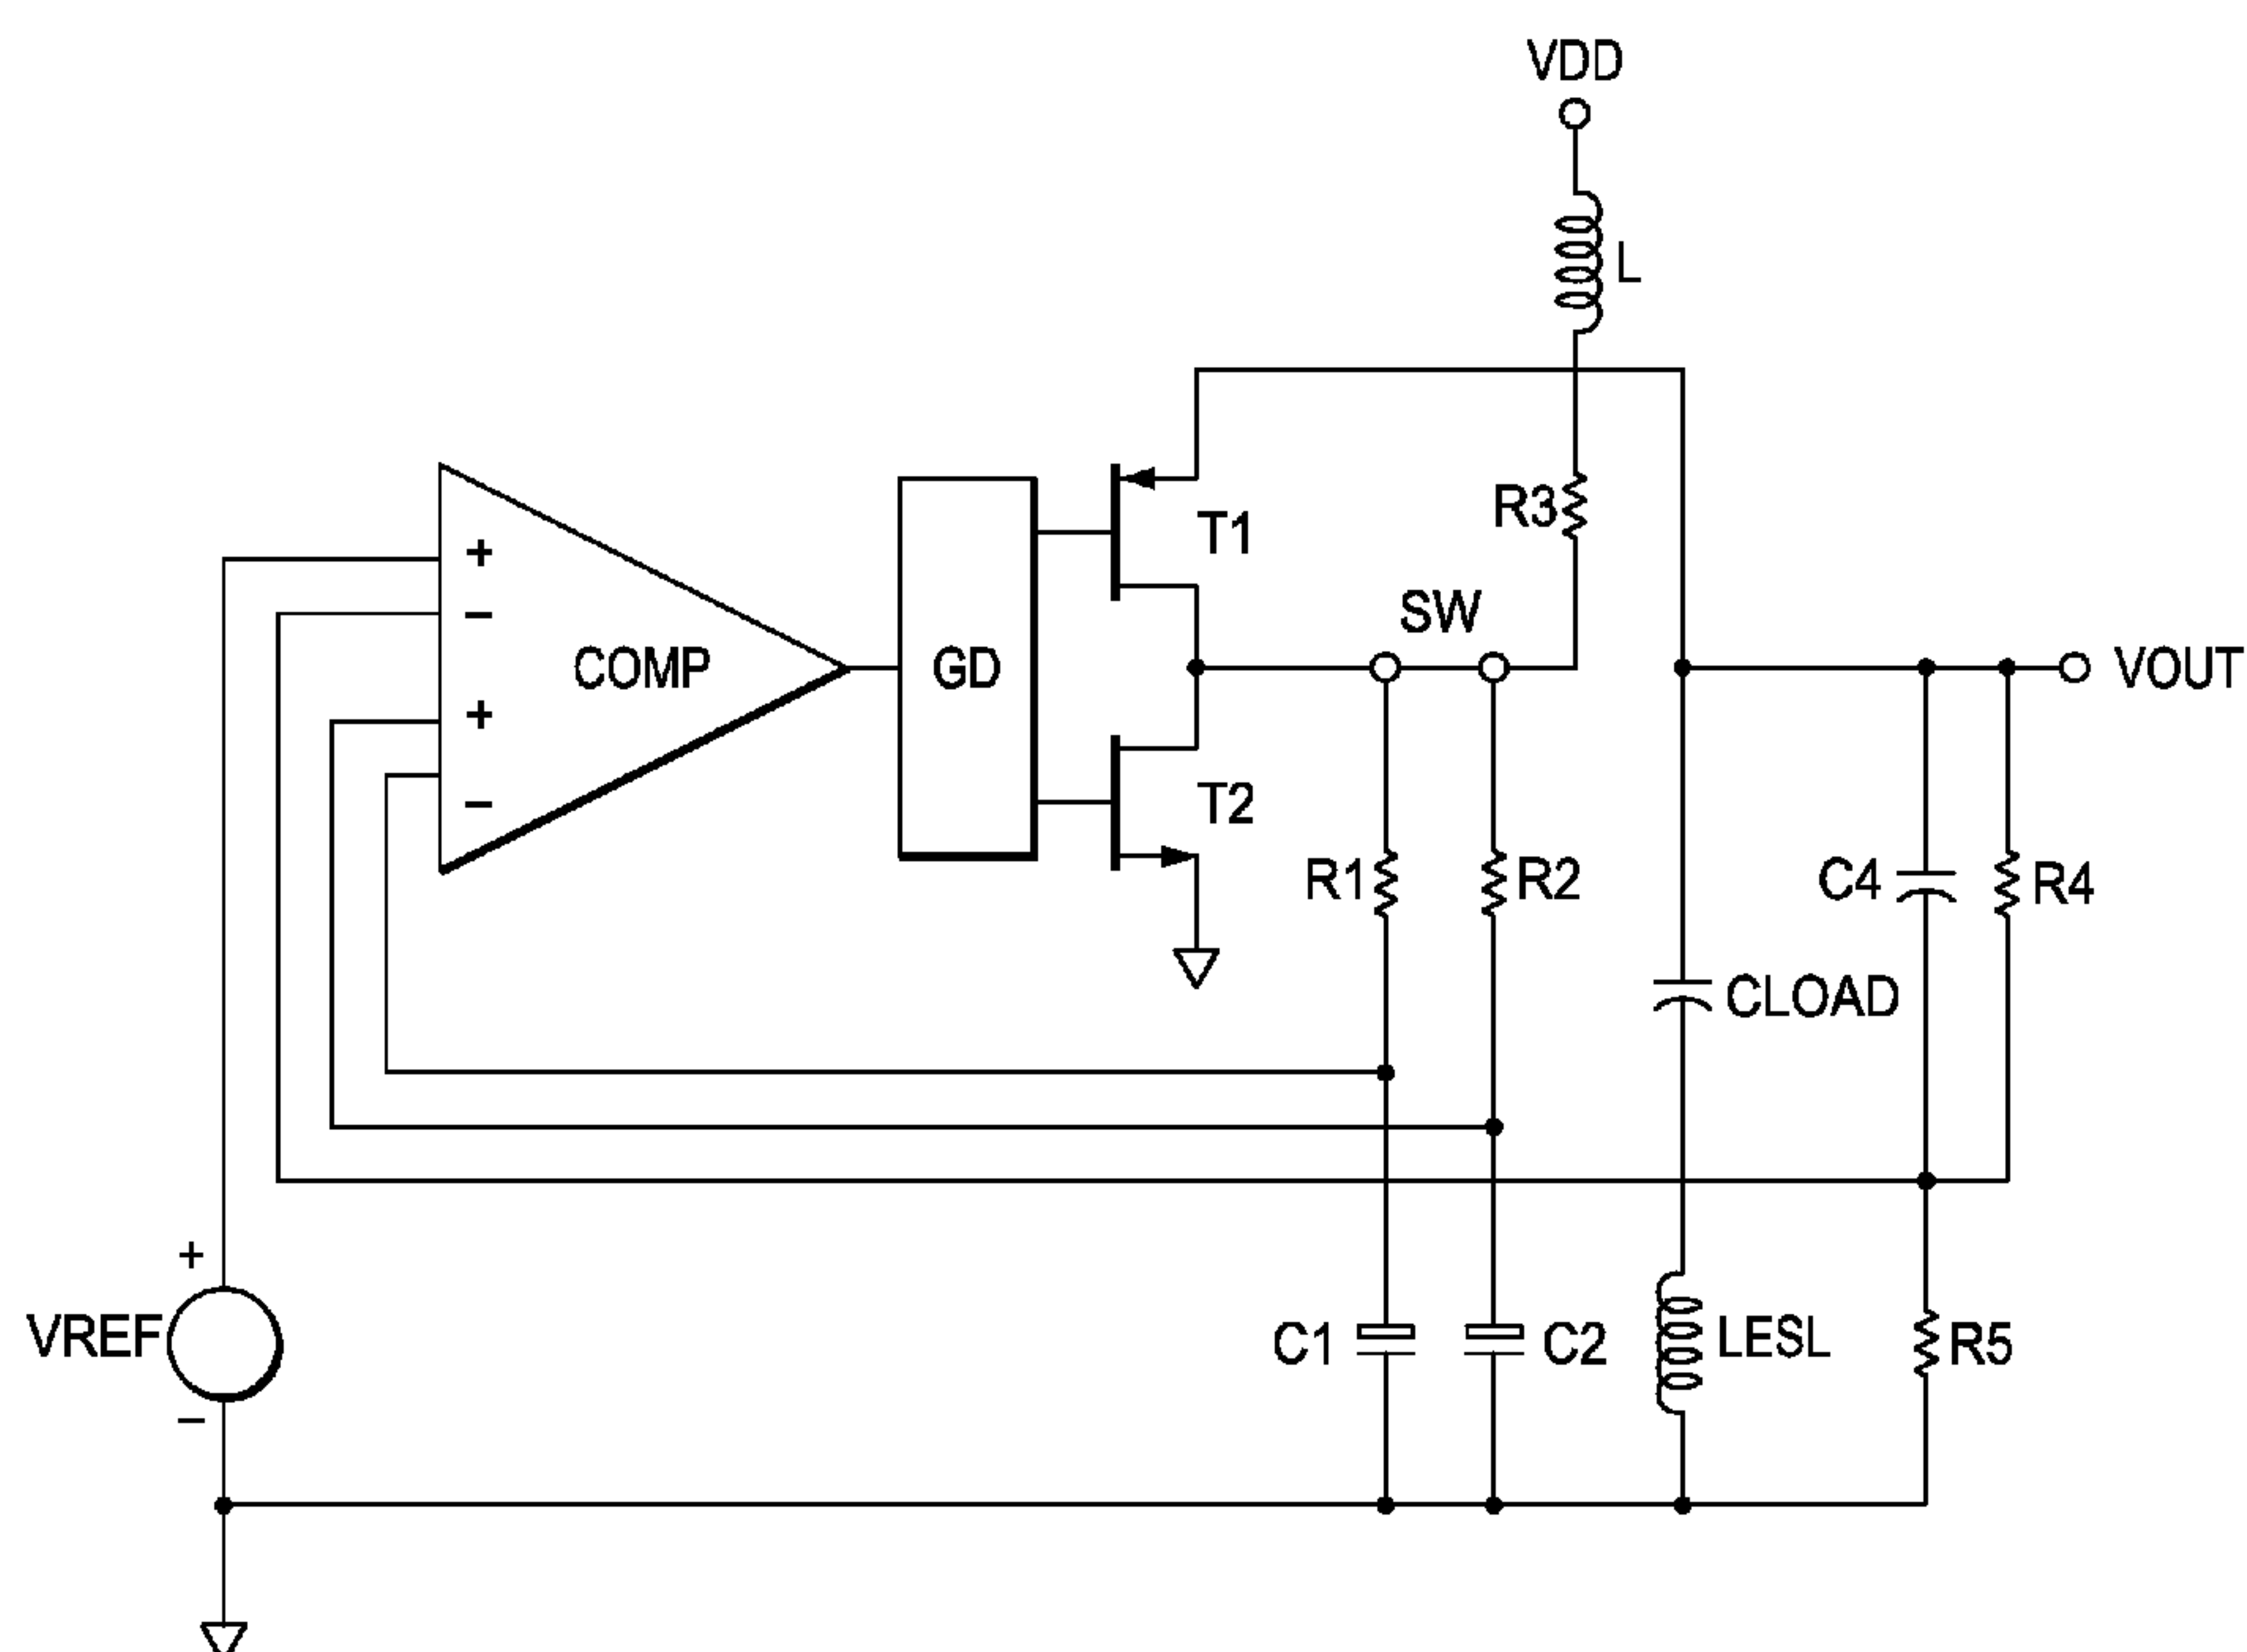 VDD
L
R3
+
−
COMP
+
−
GD
T1
T2
SW
VOUT
R1
R2
C4
R4
CLOAD
+
VREF
−
C1
C2
LESL
R5